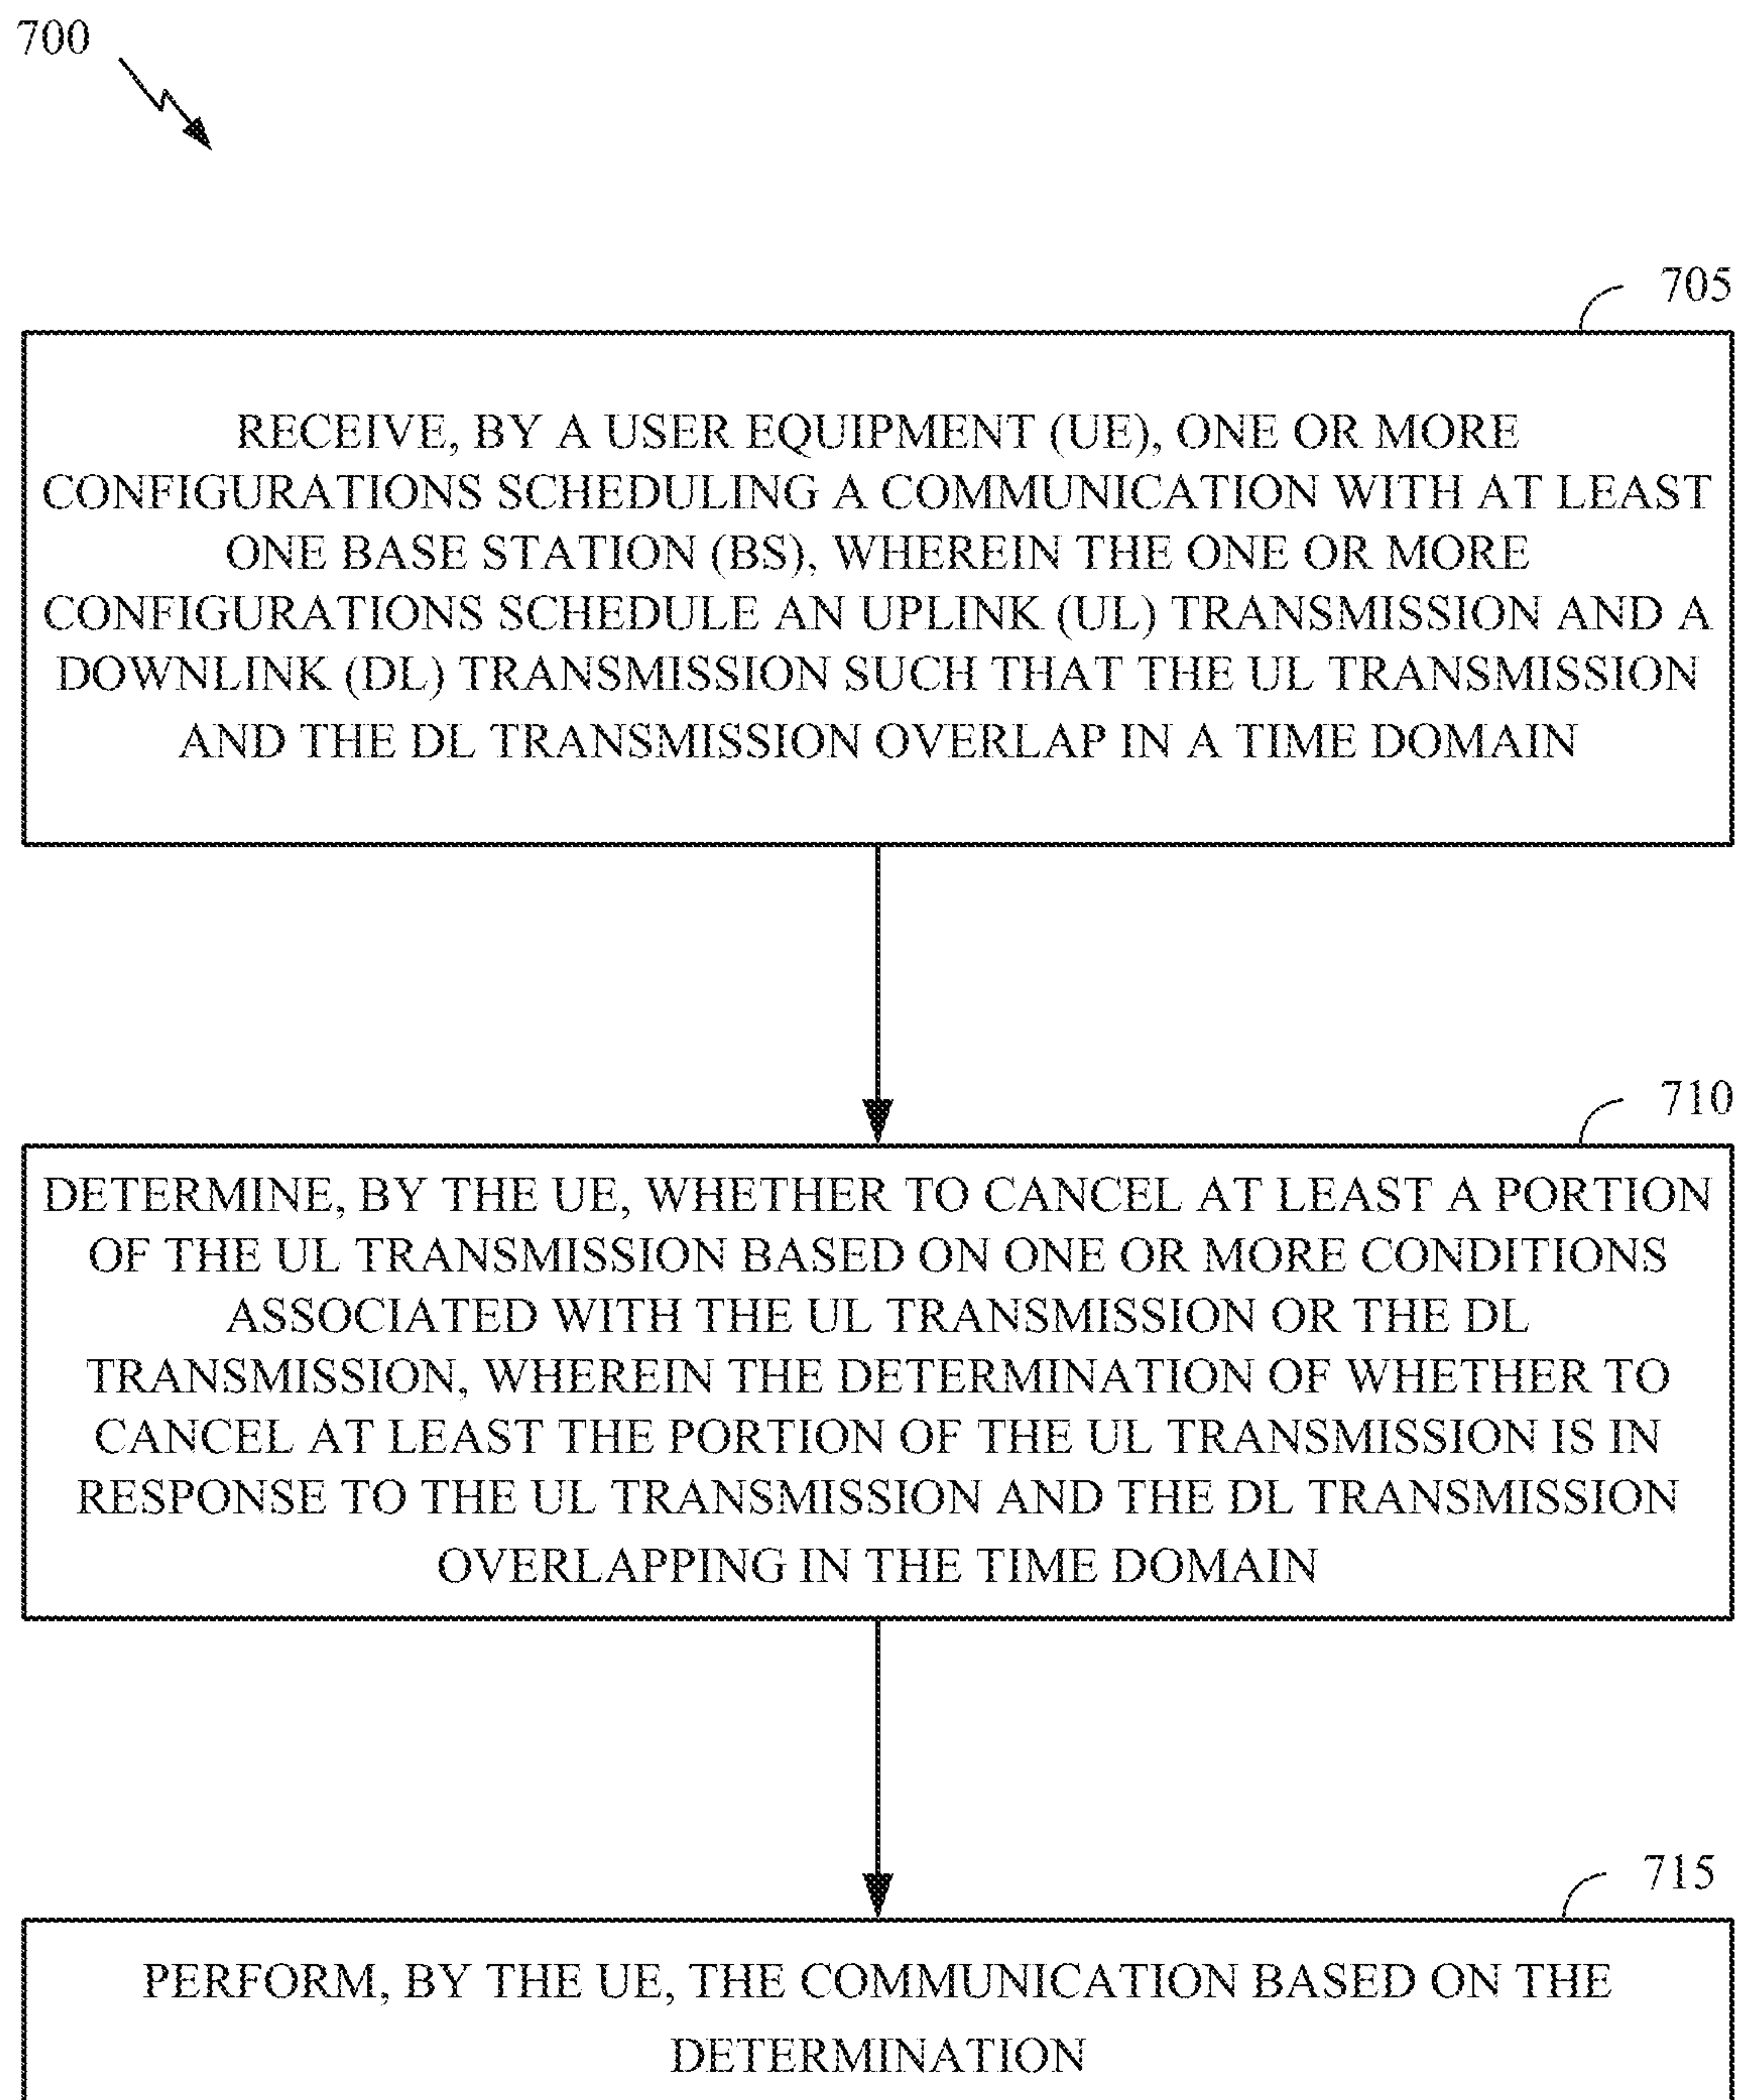 700
705
RECEIVE, BY A USER EQUIPMENT (UE), ONE OR MORE
CONFIGURATIONS SCHEDULING A COMMUNICATION WITH AT LEAST
ONE BASE STATION (BS), WHEREIN THE ONE OR MORE
CONFIGURATIONS SCHEDULE AN UPLINK (UL) TRANSMISSION AND A
DOWNLINK (DL) TRANSMISSION SUCH THAT THE UL TRANSMISSION
AND THE DL TRANSMISSION OVERLAP IN A TIME DOMAIN
710
DETERMINE, BY THE UE, WHETHER TO CANCEL AT LEAST A PORTION
OF THE UL TRANSMISSION BASED ON ONE OR MORE CONDITIONS
ASSOCIATED WITH THE UL TRANSMISSION OR THE DL
TRANSMISSION, WHEREIN THE DETERMINATION OF WHETHER TO
CANCEL AT LEAST THE PORTION OF THE UL TRANSMISSION IS IN
RESPONSE TO THE UL TRANSMISSION AND THE DL TRANSMISSION
OVERLAPPING IN THE TIME DOMAIN
715
PERFORM, BY THE UE, THE COMMUNICATION BASED ON THE
DETERMINATION